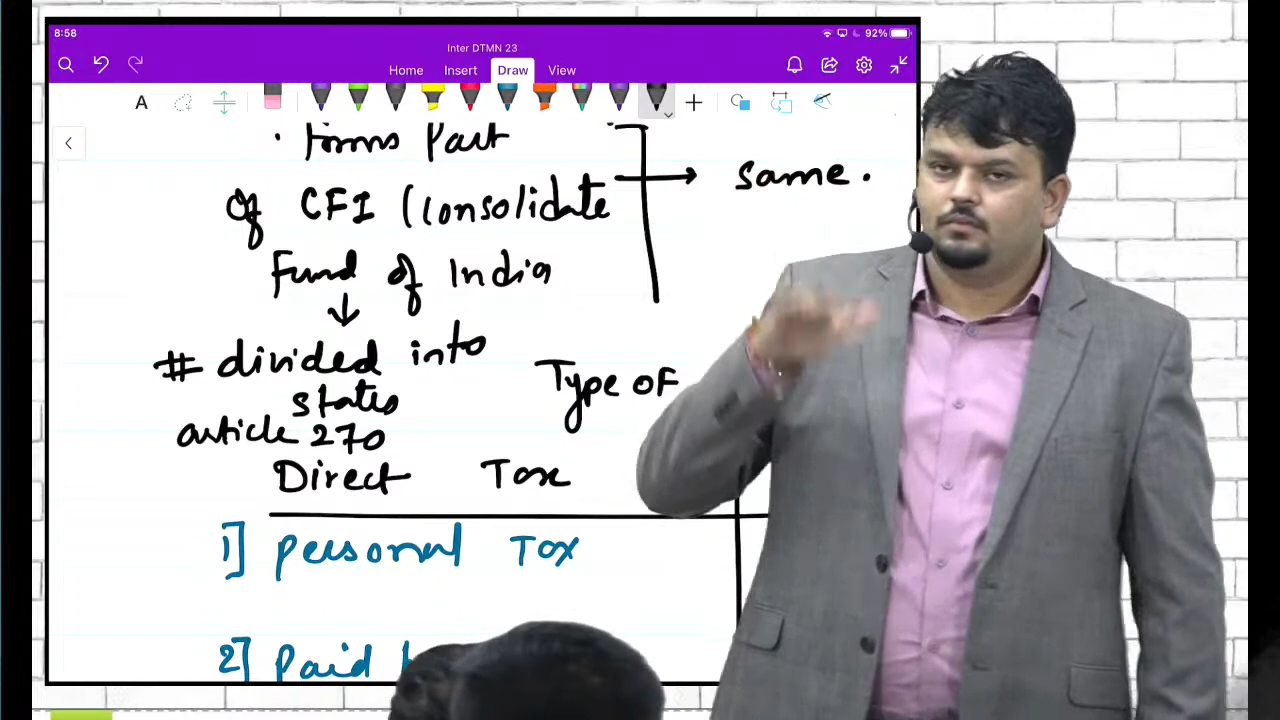 8:58
92%
Inter DTMN 23
Home Insert Draw View
A
. forms Part
of CFI (Consolidate
Fund of India
same.
# divided into
states
article 270
Type of
Direct Tax
1] personal Tax
2] paid